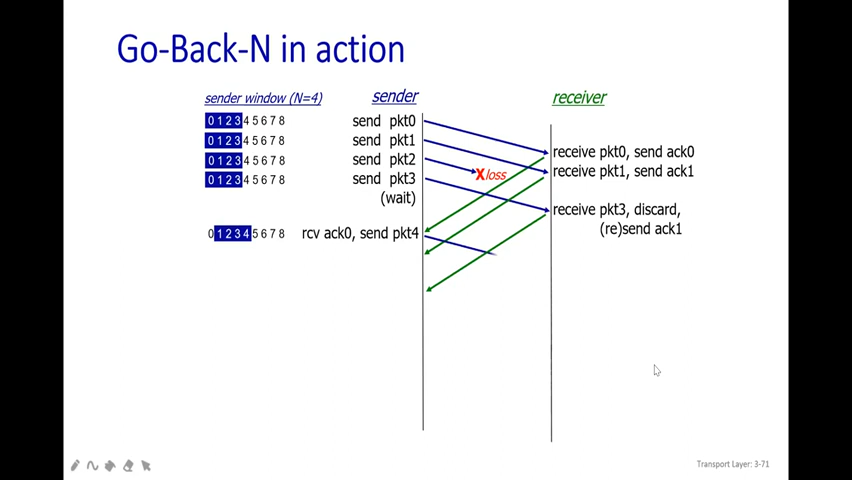 Go-Back-N in action
sender window (N=4) sender receiver
0 1 2 3 4 5 6 7 8 send pkt0
0 1 2 3 4 5 6 7 8 send pkt1
0 1 2 3 4 5 6 7 8 send pkt2
0 1 2 3 4 5 6 7 8 send pkt3
(wait)
X loss
receive pkt0, send ack0
receive pkt1, send ack1
receive pkt3, discard,
(re)send ack1
0 1 2 3 4 5 6 7 8 rcv ack0, send pkt4
Transport Layer: 3-71